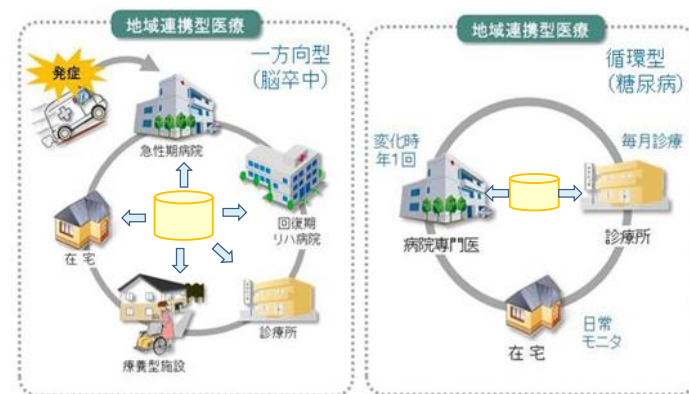 地域連携型医療
一方向型
(脳卒中)
発症
急性期病院
回復期
リハ病院
在宅
診療所
療養型施設
地域連携型医療
循環型
(糖尿病)
変化時
年1回
毎月診療
病院専門医
診療所
在宅
日常
モニタ